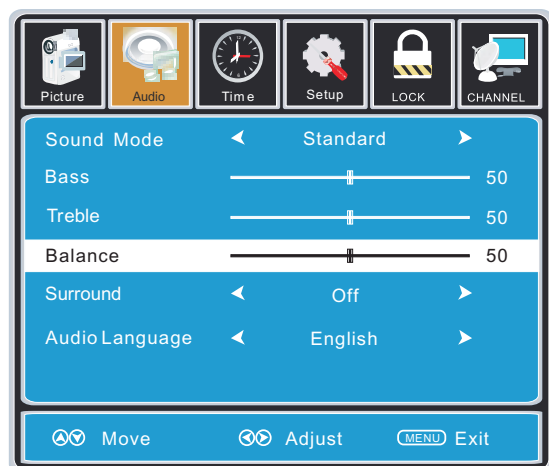 Picture Audio Time Setup LOCK CHANNEL
Sound Mode Standard
Bass 50
Treble 50
Balance 50
Surround Off
Audio Language English
Move Adjust MENU Exit